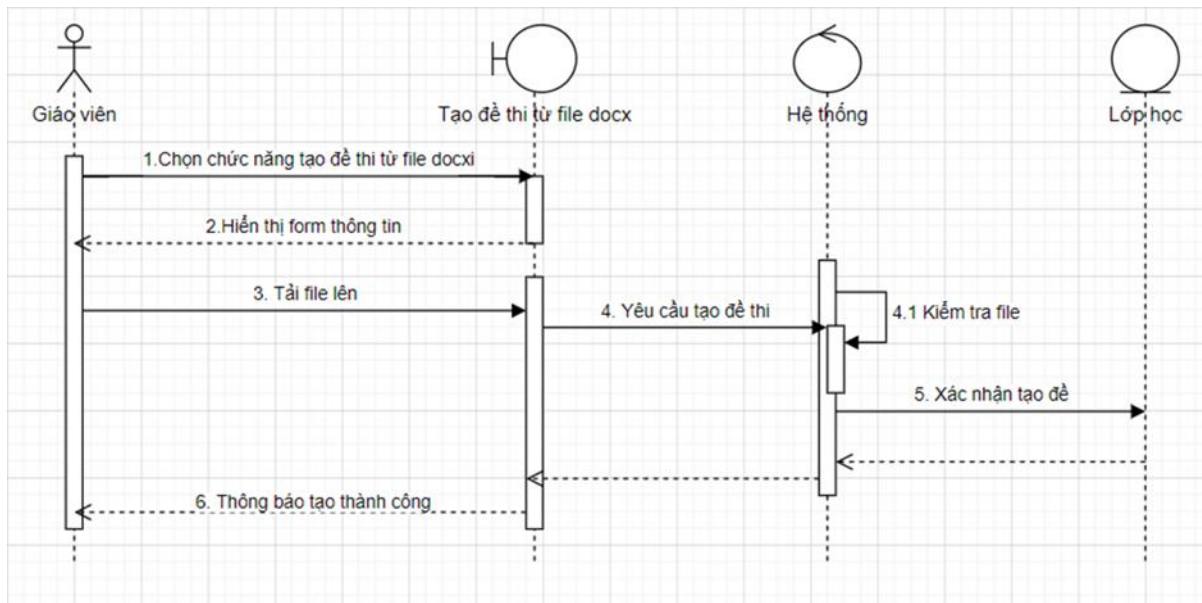 Giáo viên
Tạo đề thi từ file docx
Hệ thống
Lớp học
1.Chọn chức năng tạo đề thi từ file docxi
2.Hiển thị form thông tin
3. Tải file lên
4. Yêu cầu tạo đề thi
4.1 Kiểm tra file
5. Xác nhận tạo đề
6. Thông báo tạo thành công